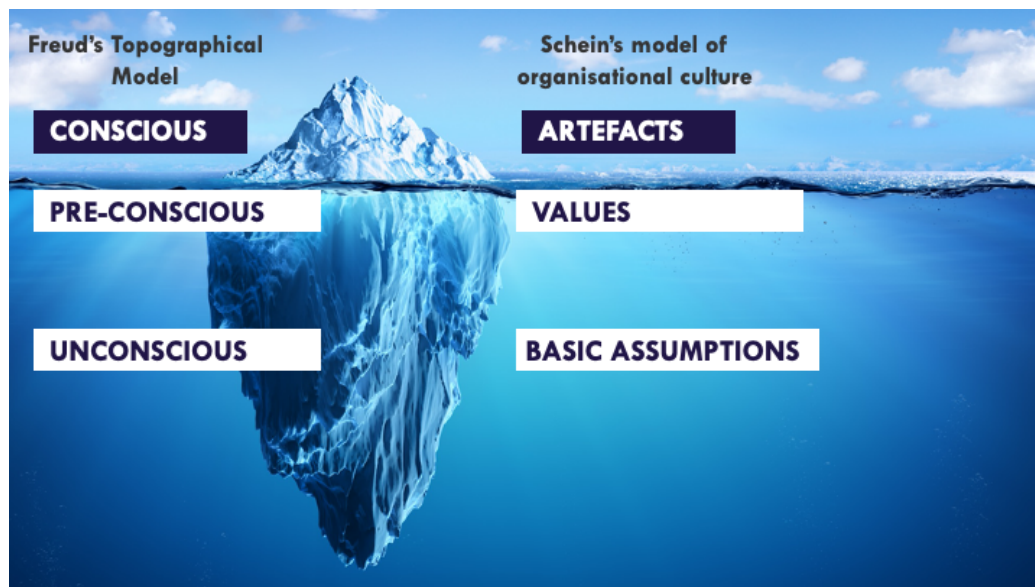 Freud's Topographical
Model
CONSCIOUS
PRE-CONSCIOUS
UNCONSCIOUS
Schein's model of
organisational culture
ARTEFACTS
VALUES
BASIC ASSUMPTIONS